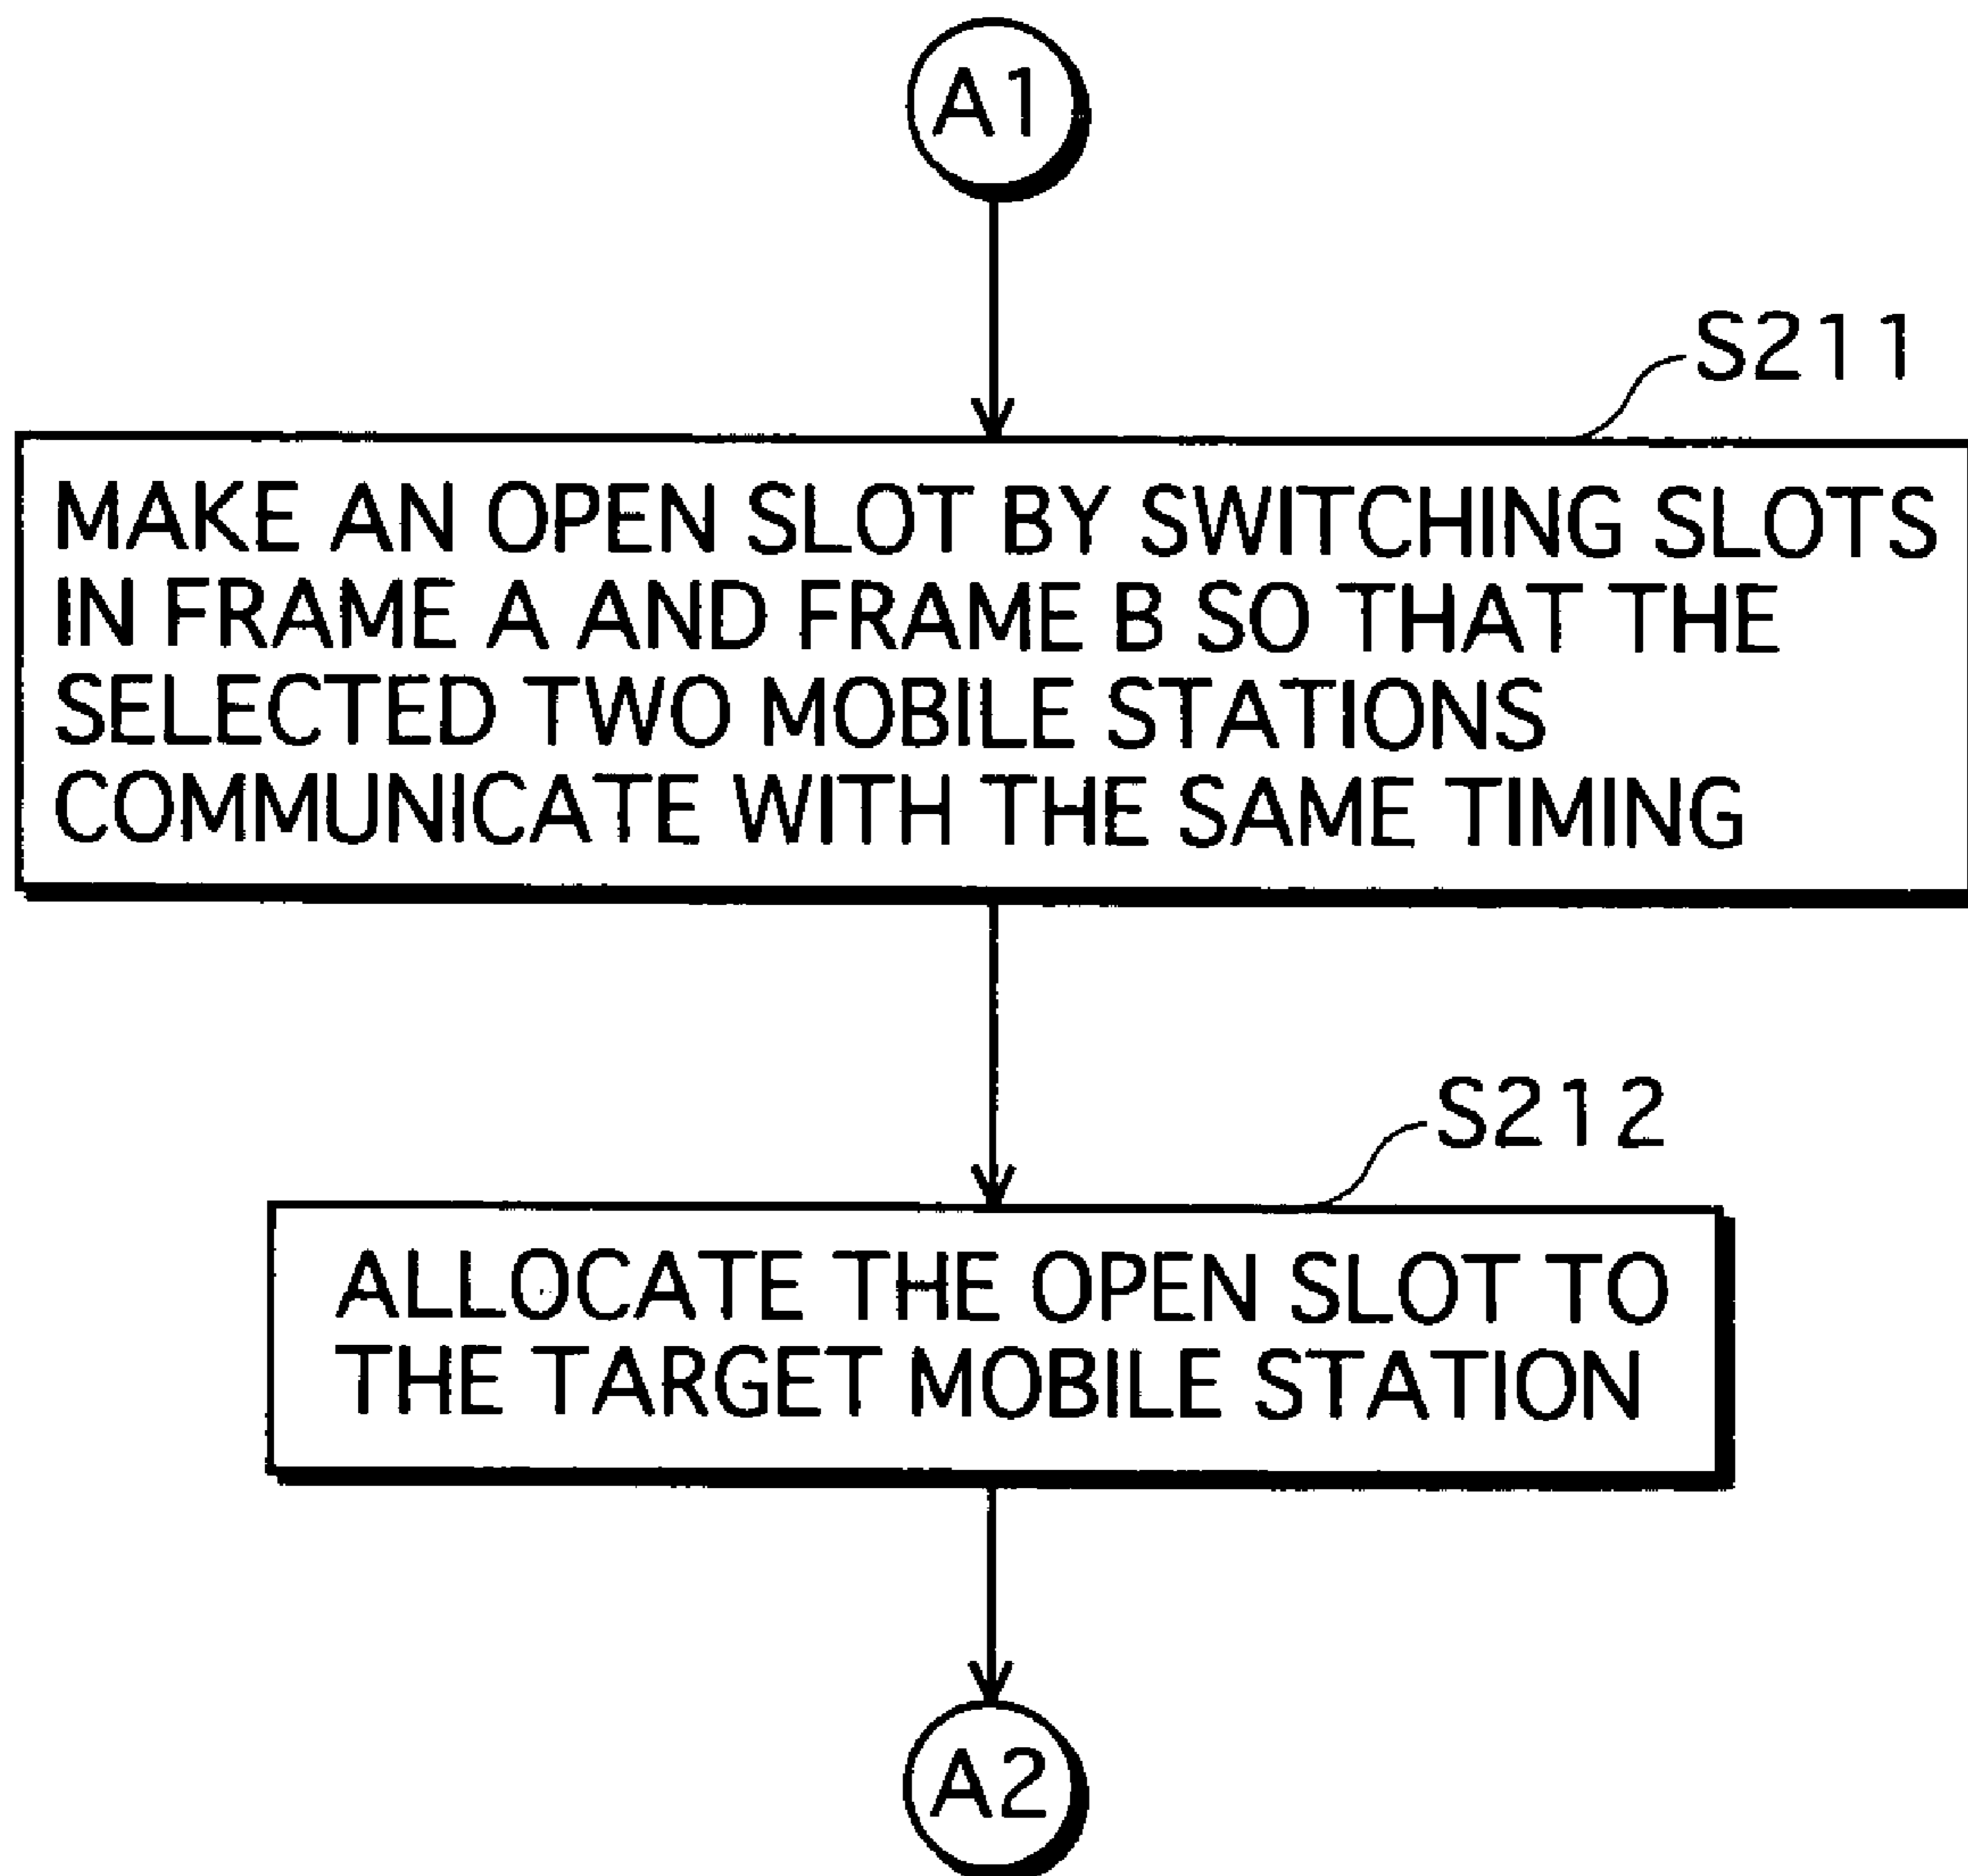 A1
S211
MAKE AN OPEN SLOT BY SWITCHING SLOTS
IN FRAME A AND FRAME B SO THAT THE
SELECTED TWO MOBILE STATIONS
COMMUNICATE WITH THE SAME TIMING
S212
ALLOCATE THE OPEN SLOT TO
THE TARGET MOBILE STATION
A2